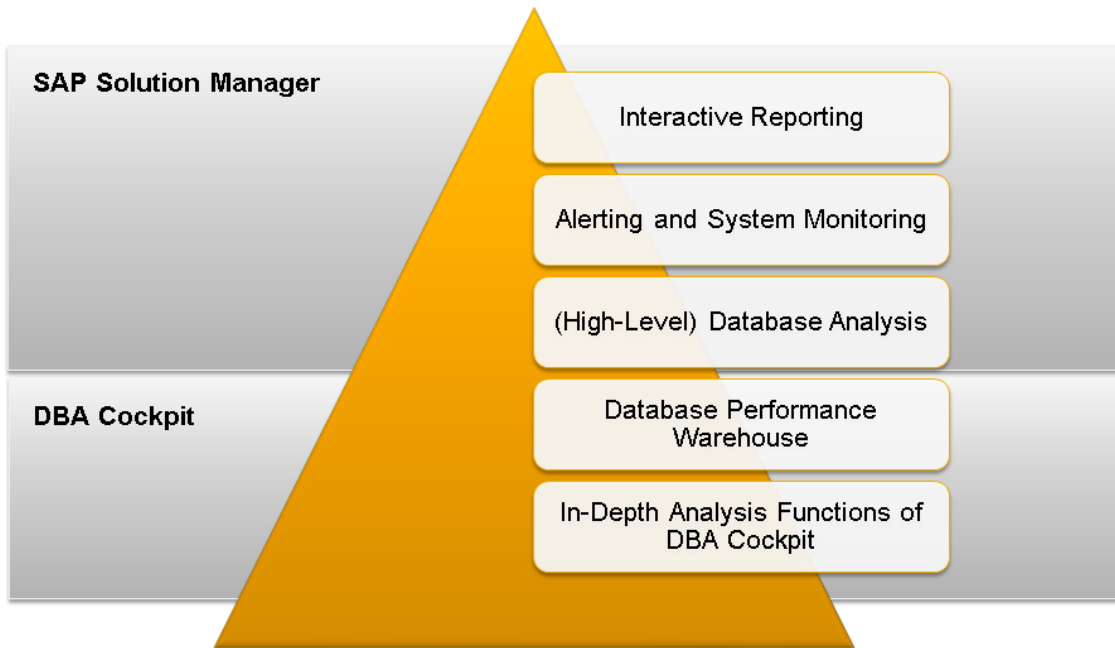 SAP Solution Manager
Interactive Reporting
Alerting and System Monitoring
(High-Level) Database Analysis
DBA Cockpit
Database Performance
Warehouse
In-Depth Analysis Functions of
DBA Cockpit